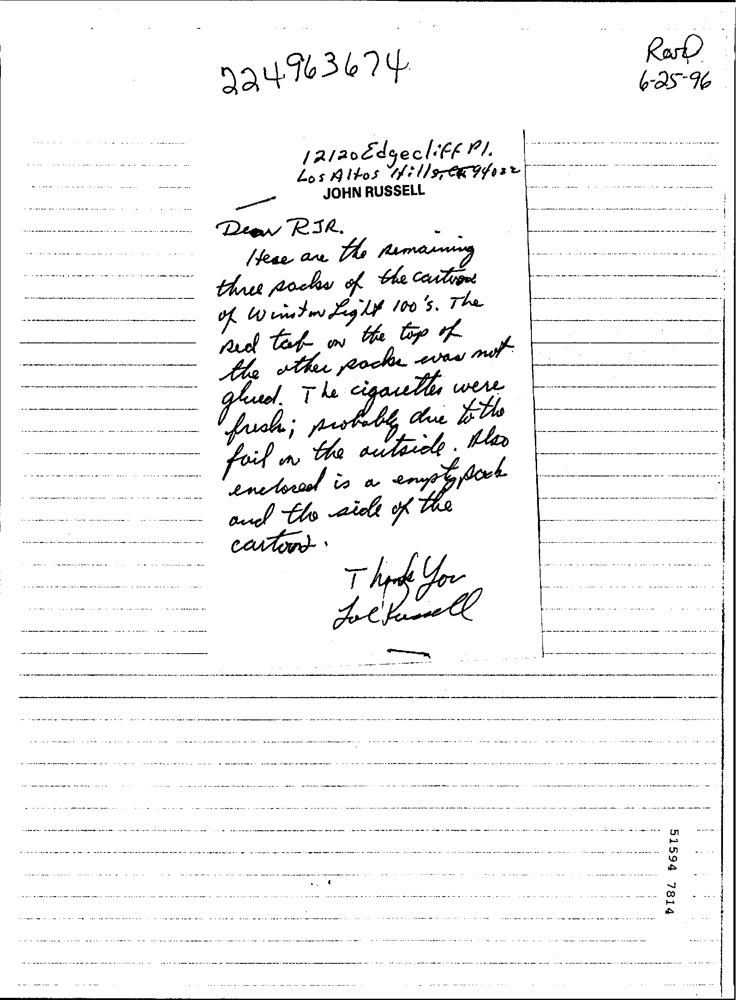 224963674
Rec'd
6-25-96
12120 Edgecliff Pl.
Los Altos Hills, CA 94022
JOHN RUSSELL
Dear RJR.
Here are the remaining
three packs of the cartoon
of Winston Light 100's. The
red tab on the top of
the other packs was not
glued. The cigarettes were
fresh; probably due to the
foil on the outside. Also
enclosed is a empty pack
and the side of the
cartoon.
Thank You
Russell
51594 7814